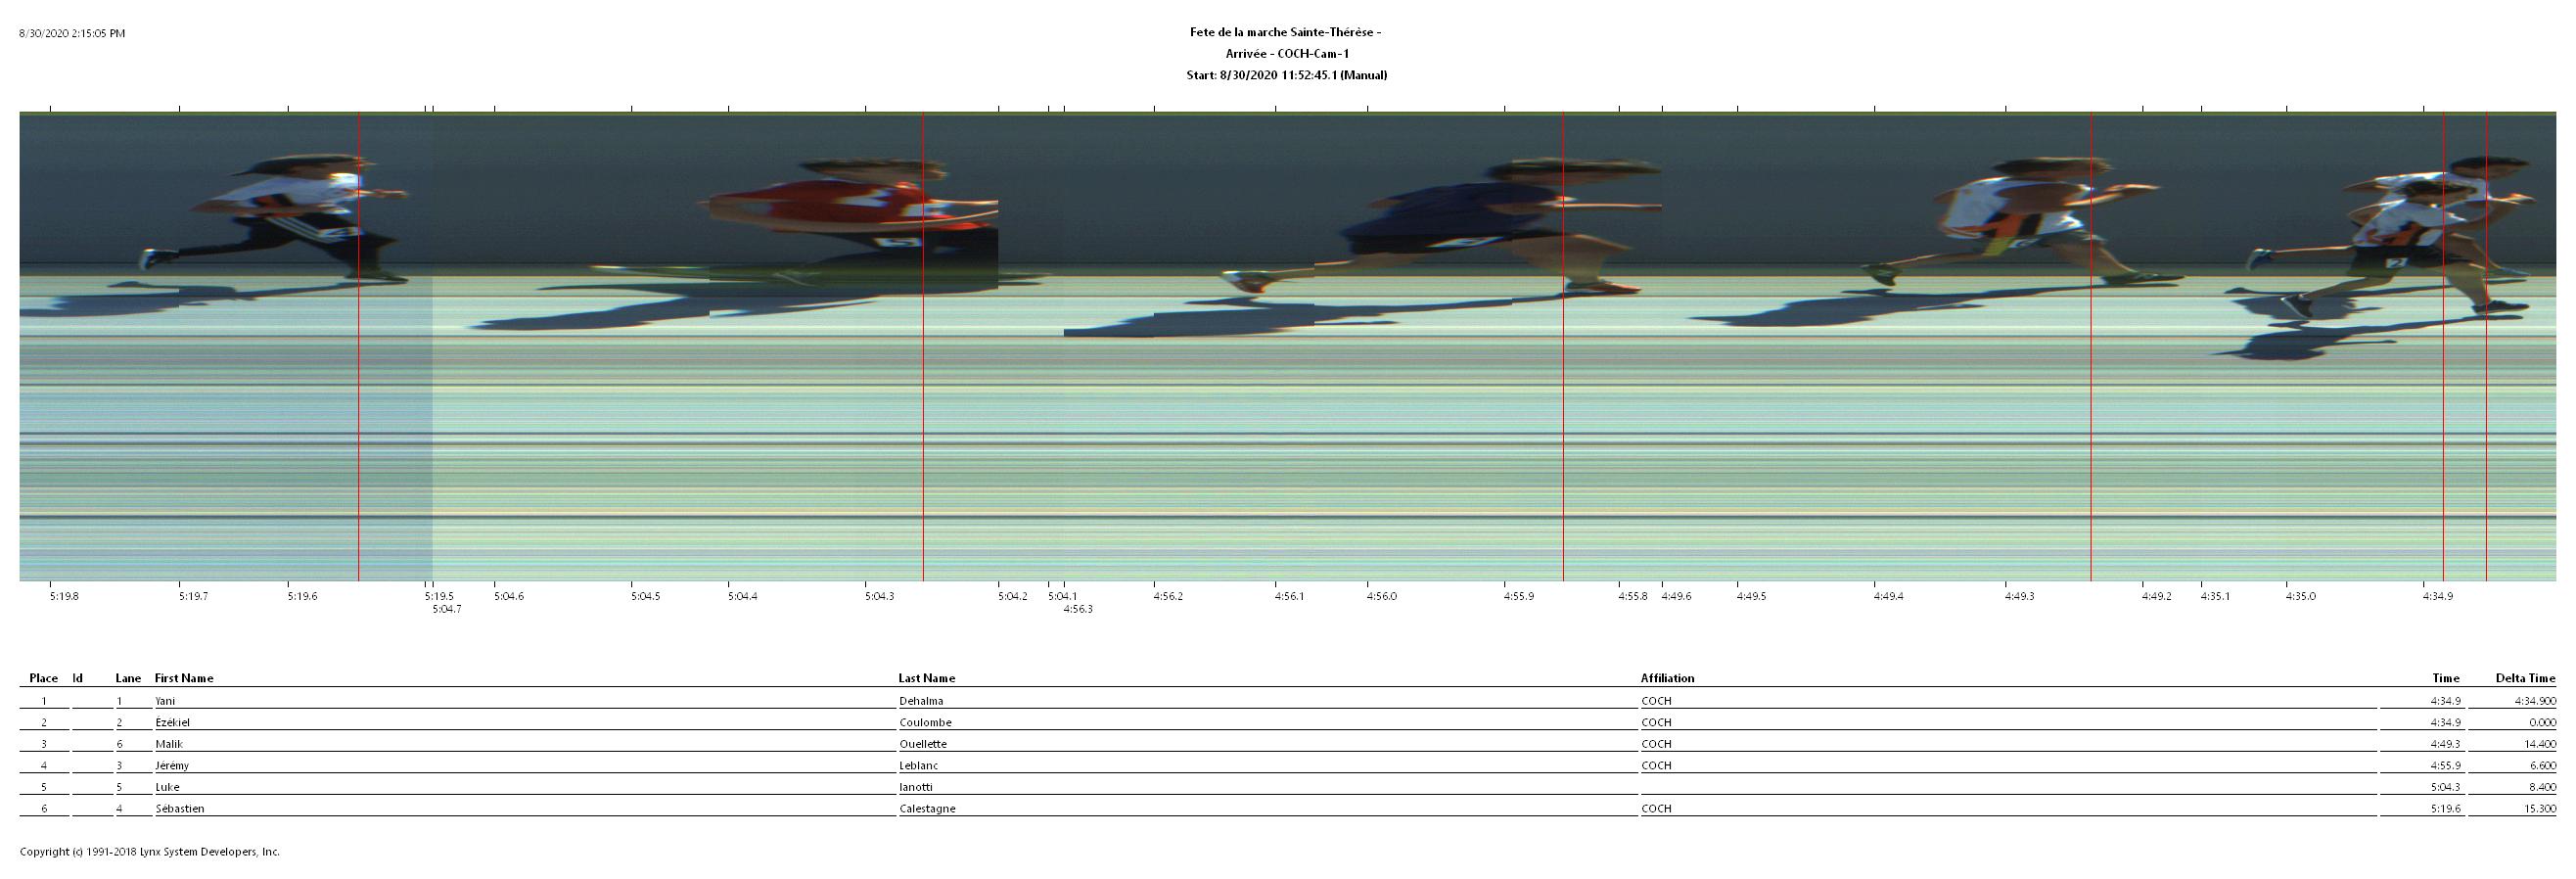 8/30/2020 2:15:05 PM
Fete de la marche Sainte-Thérèse -
Arrivée - COCH-Cam-1
Start: 8/30/2020 11:52:45.1 (Manual)
5:19.8 5:19.7 5:19.6 5:19.5 5:04.6 5:04.5 5:04.4 5:04.3 5:04.2 5:04.1 4:56.2 4:56.1 4:56.0 4:55.9 4:55.8 4:49.6 4:49.5 4:49.4 4:49.3 4:49.2 4:35.1 4:35.0 4:34.9
5:04.7 4:56.3
Place Id Lane First Name Last Name Affiliation Time Delta Time
1 1 Yani Dehalma COCH 4:34.9 4:34.900
2 2 Ézékiel Coulombe COCH 4:34.9 0.000
3 6 Malik Ouellette COCH 4:49.3 14.400
4 3 Jérémy Leblanc COCH 4:55.9 6.600
5 5 Luke Ianotti 5:04.3 8.400
6 4 Sébastien Calestagne COCH 5:19.6 15.300
Copyright (c) 1991-2018 Lynx System Developers, Inc.